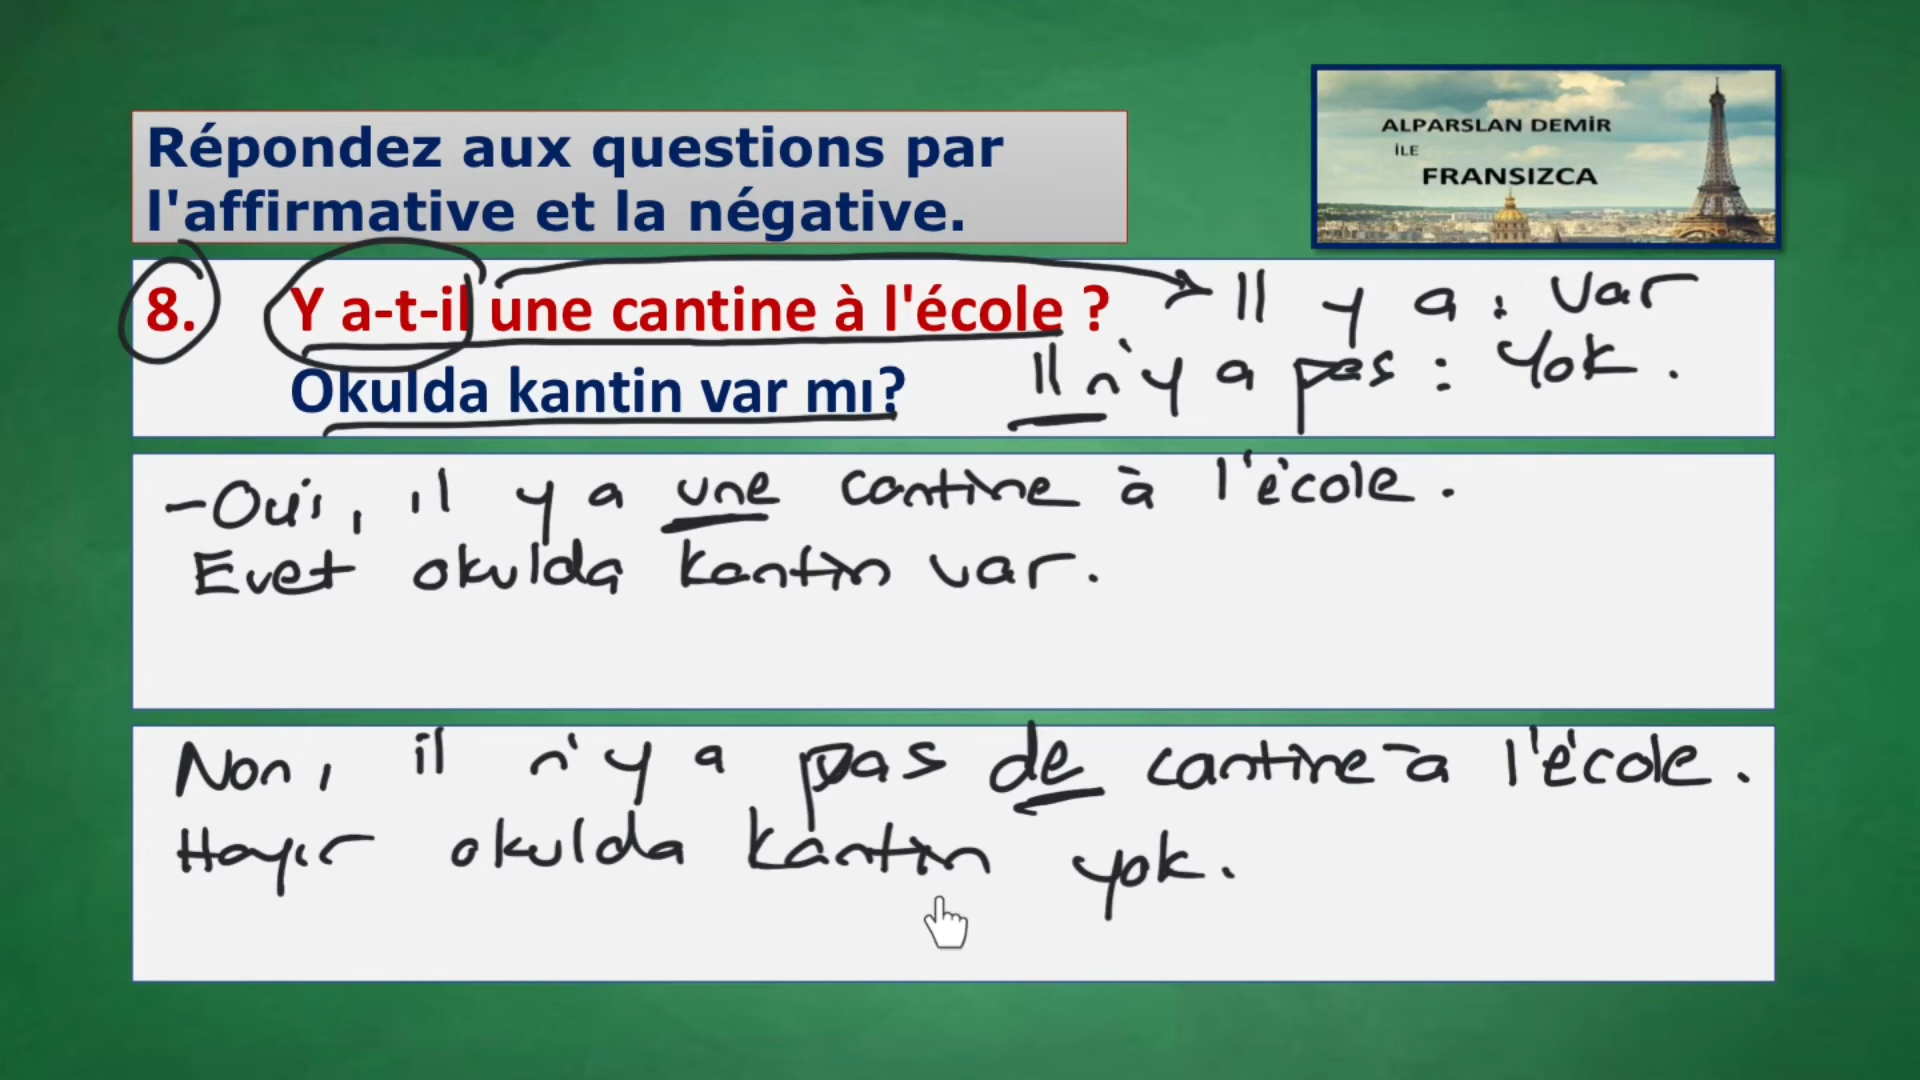 Répondez aux questions par
l'affirmative et la négative.
ALPARSLAN DEMİR
İLE
FRANSIZCA
8. Y a-t-il une cantine à l'école ?
Il y a : Var
Okulda kantin var mı?
Il n'y a pas : Yok.
-Oui, il y a une cantine à l'école.
Evet okulda kantin var.
Non, il n'y a pas de cantine à l'école.
Hayır okulda kantin yok.